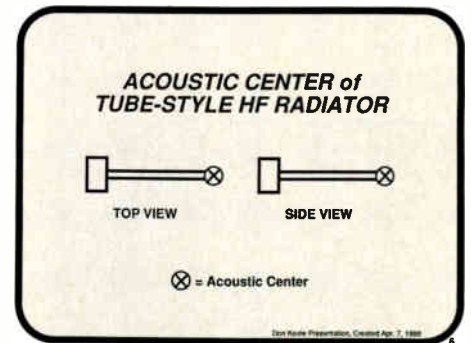 ACOUSTIC CENTER of
TUBE-STYLE HF RADIATOR
TOP VIEW SIDE VIEW
= Acoustic Center
Don Keele Presentation, Created Apr. 7, 1998
6